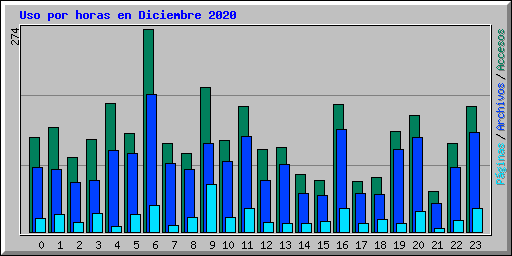 Uso por horas en Diciembre 2020
274
Páginas / Archivos / Accesos
0 1 2 3 4 5 6 7 8 9 10 11 12 13 14 15 16 17 18 19 20 21 22 23